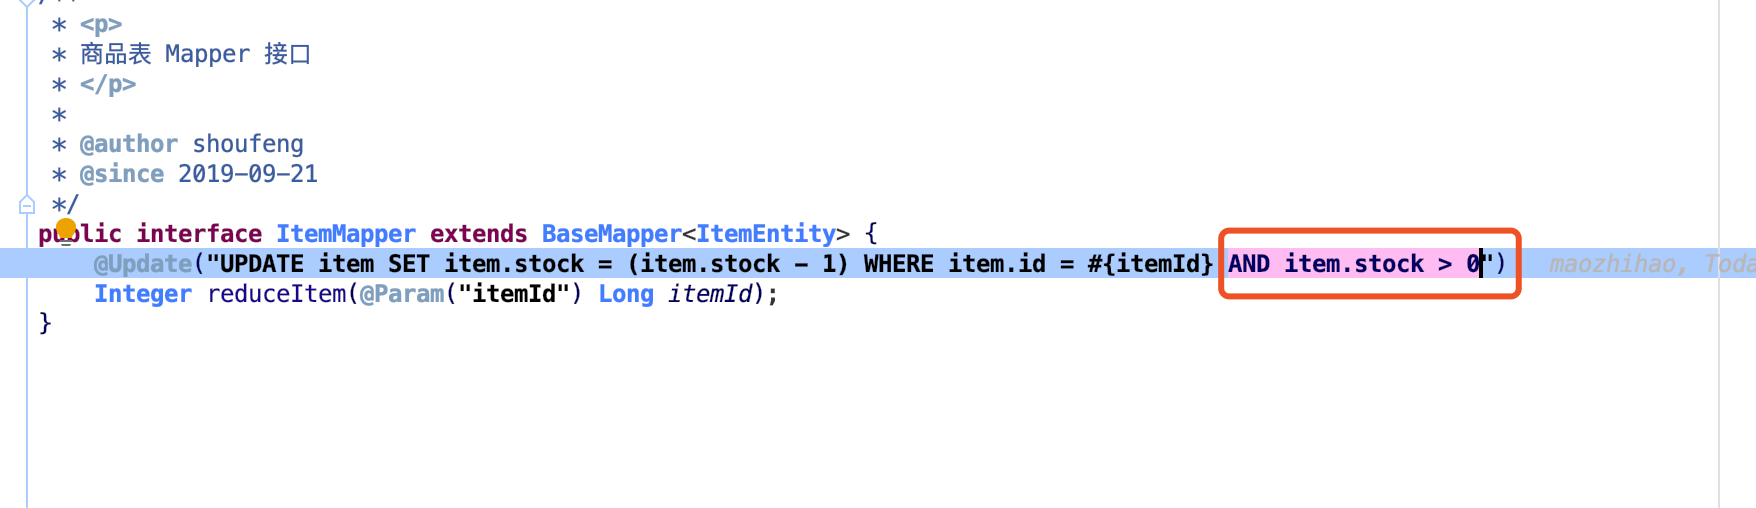 * <p>
* 商品表 Mapper 接口
* </p>
*
* @author shoufeng
* @since 2019-09-21
*/
public interface ItemMapper extends BaseMapper<ItemEntity> {
@Update("UPDATE item SET item.stock = (item.stock - 1) WHERE item.id = #{itemId} AND item.stock > 0") maozhihao, Toda
Integer reduceItem(@Param("itemId") Long itemId);
}